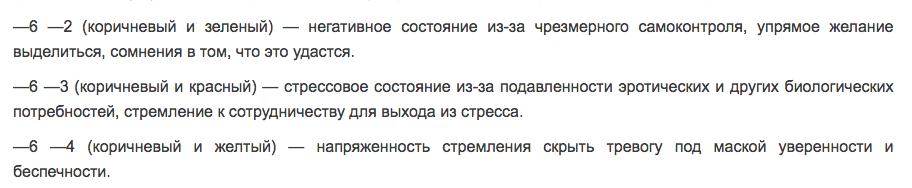 —6 —2 (коричневый и зеленый) — негативное состояние из-за чрезмерного самоконтроля, упрямое желание
выделиться, сомнения в том, что это удастся.
—6 —3 (коричневый и красный) — стрессовое состояние из-за подавленности эротических и других биологических
потребностей, стремление к сотрудничеству для выхода из стресса.
—6 —4 (коричневый и желтый) — напряженность стремления скрыть тревогу под маской уверенности и
беспечности.